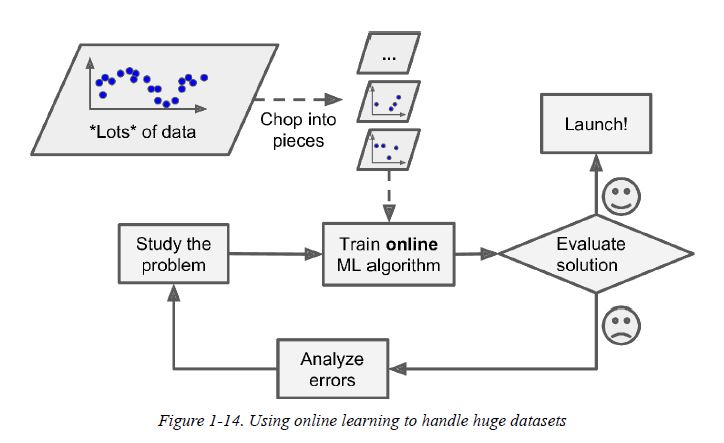 ...
*Lots* of data
Chop into
pieces
Launch!
Study the
problem
Train online
ML algorithm
Evaluate
solution
Analyze
errors
Figure 1-14. Using online learning to handle huge datasets